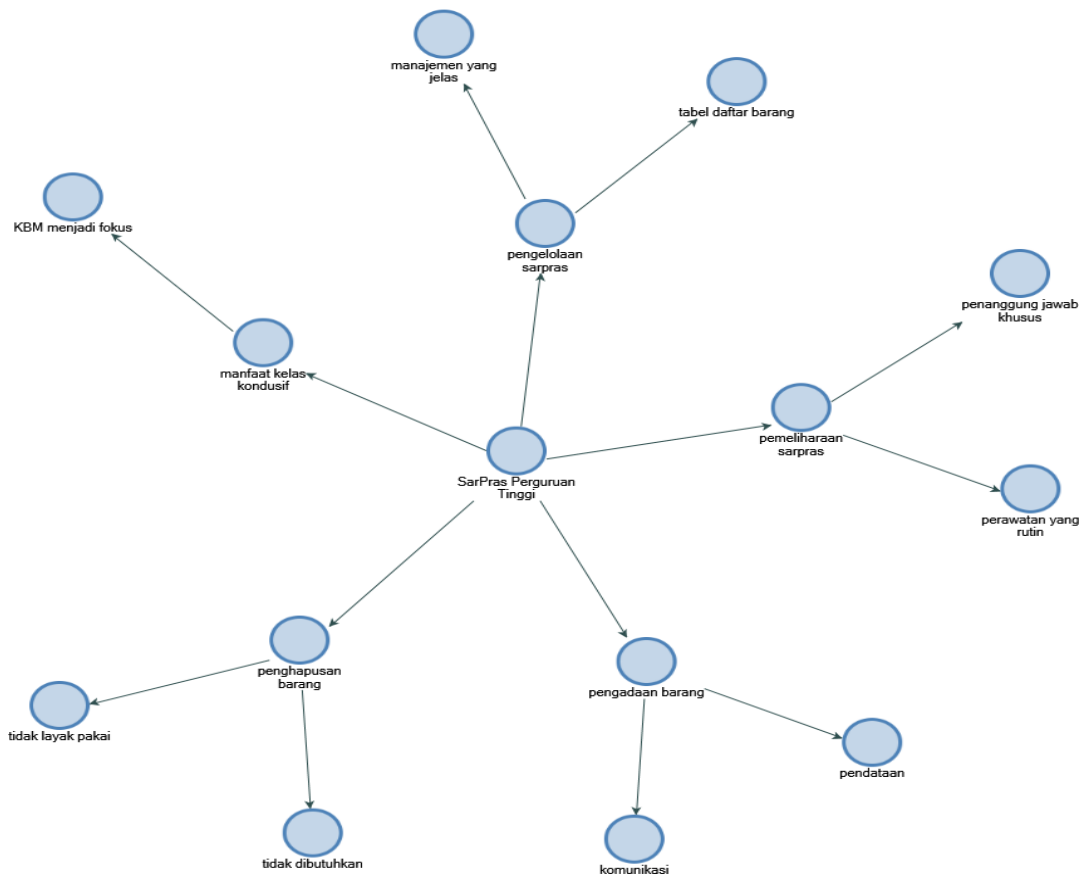 manajemen yang
jelas
tabel daftar barang
KBM menjadi fokus
pengelolaan
sarpras
penanggung jawab
khusus
manfaat kelas
kondusif
pemeliharaan
sarpras
SarPras Perguruan
Tinggi
perawatan yang
rutin
penghapusan
barang
pengadaan barang
tidak layak pakai
pendataan
tidak dibutuhkan
komunikasi